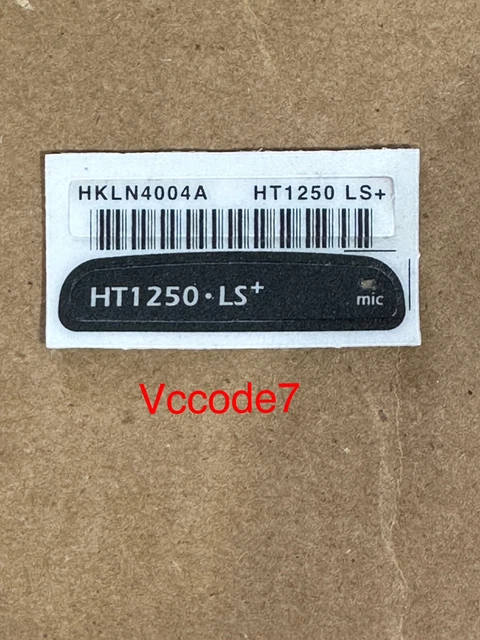 HKLN4004A HT1250 LS+
HT1250·LS+
mic
Vccode7